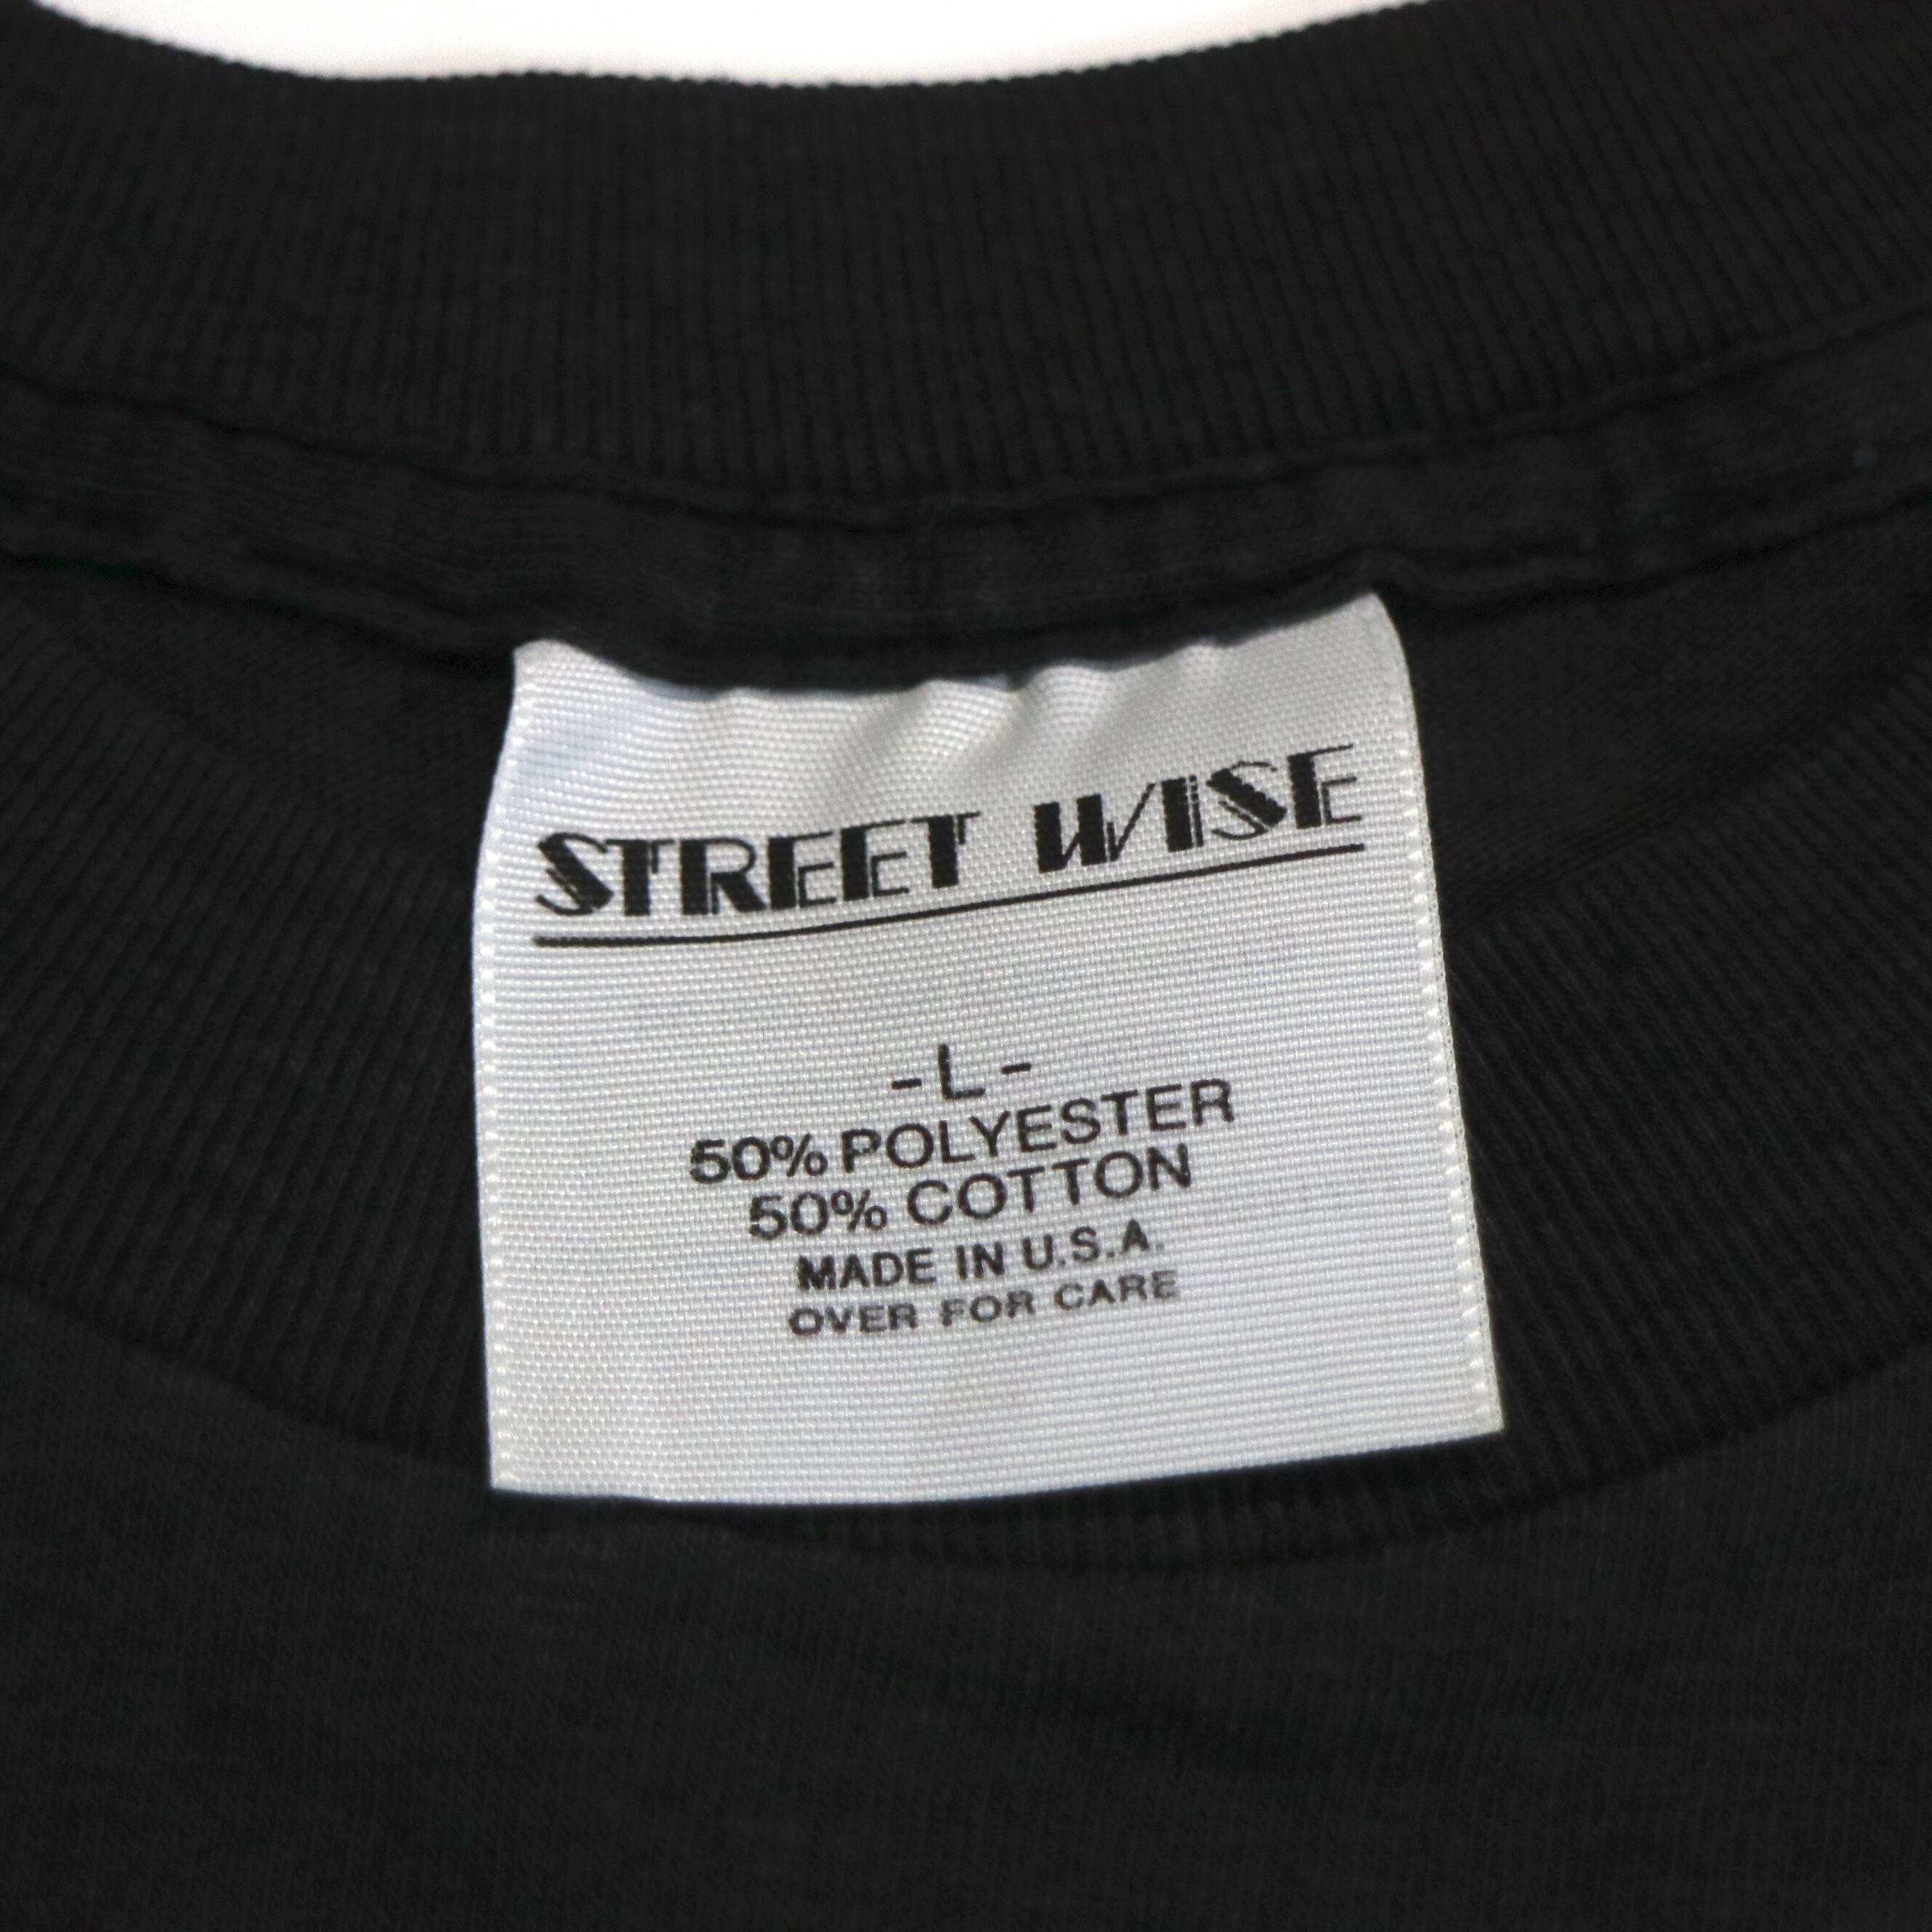 STREET WISE
-L-
50% POLYESTER
50% COTTON
MADE IN U.S.A.
OVER FOR CARE